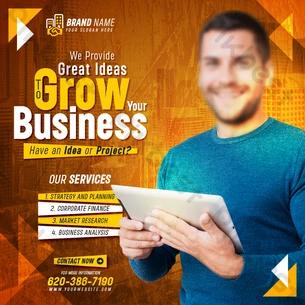 BRAND NAME
YOUR SLOGAN HERE
We Provide
Great Ideas
TO Grow Your
Business
Have an Idea or Project?
OUR SERVICES
1. STRATEGY AND PLANNING
2. CORPORATE FINANCE
3. MARKET RESEARCH
4. BUSINESS ANALYSIS
CONTACT NOW
FOR MORE INFORMATION
620-386-7190
WWW.YOURWEBSITE.COM